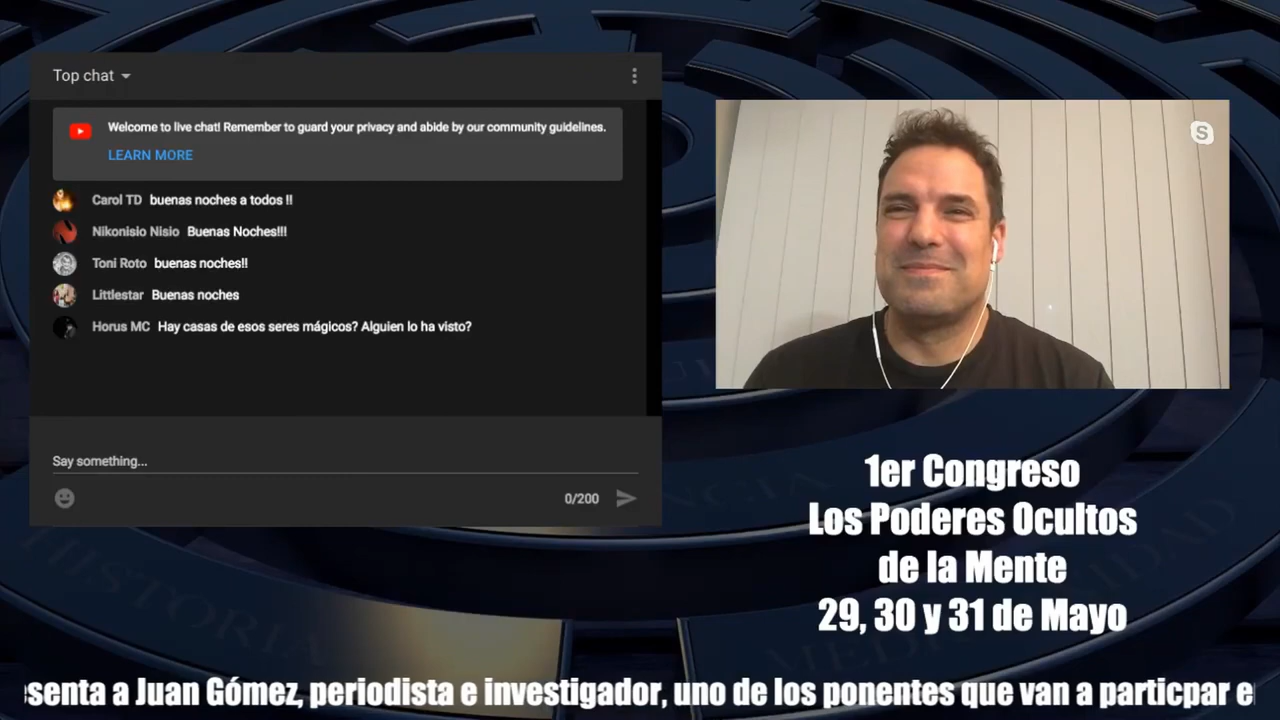 Top chat
Welcome to live chat! Remember to guard your privacy and abide by our community guidelines.
LEARN MORE
Carol TD buenas noches a todos !!
Nikonisio Nisio Buenas Noches!!!
Toni Roto buenas noches!!
Littlestar Buenas noches
Horus MC Hay casas de esos seres mágicos? Alguien lo ha visto?
Say something...
0/200
S
1er Congreso
Los Poderes Ocultos
de la Mente
29, 30 y 31 de Mayo
HISTORIA
senta a Juan Gómez, periodista e investigador, uno de los ponentes que van a particpar e